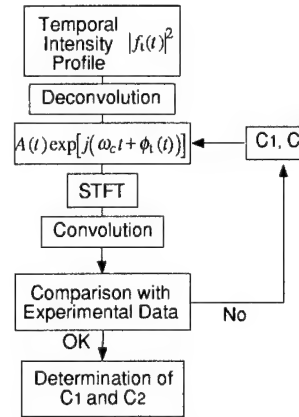 Temporal
Intensity |f₁(t)|²
Profile
Deconvolution
A(t)exp[j(ω_c t+ϕ₁(t))]
C1, C
STFT
Convolution
Comparison with
Experimental Data
No
OK
Determination of
C1 and C2